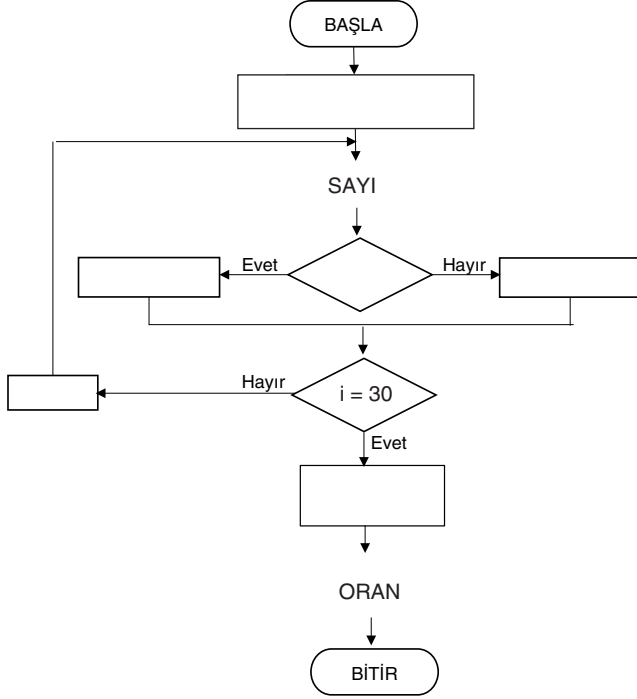 BAŞLA
SAYI
Evet
Hayır
Hayır
i = 30
Evet
ORAN
BİTİR